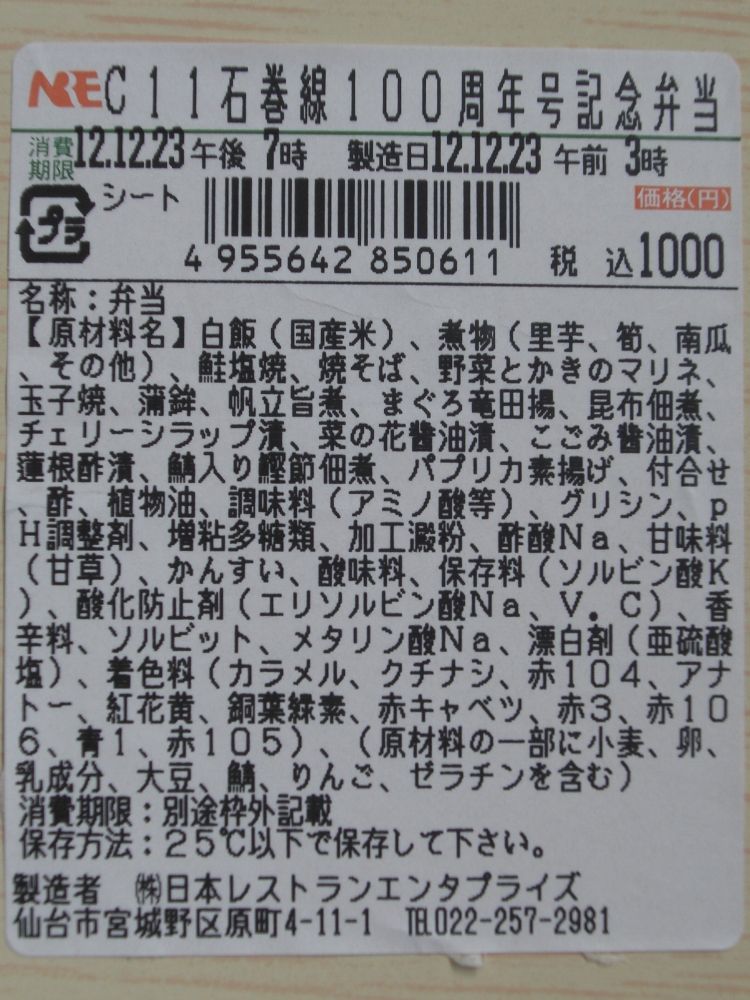 NRE C11石巻線100周年号記念弁当
消費期限 12.12.23 午後 7時 製造日 12.12.23 午前 3時
プラ シート 価格(円)
4 955642 850611 税込1000
名称：弁当
【原材料名】白飯（国産米）、煮物（里芋、筍、南瓜
、その他）、鮭塩焼、焼そば、野菜とかきのマリネ、
玉子焼、蒲鉾、帆立旨煮、まぐろ竜田揚、昆布佃煮、
チェリーシラップ漬、菜の花醤油漬、こごみ醤油漬、
蓮根酢漬、鯖入り鰹節佃煮、パプリカ素揚げ、付合せ
、酢、植物油、調味料（アミノ酸等）、グリシン、ｐ
Ｈ調整剤、増粘多糖類、加工澱粉、酢酸Ｎａ、甘味料
（甘草）、かんすい、酸味料、保存料（ソルビン酸Ｋ
）、酸化防止剤（エリソルビン酸Ｎａ、Ｖ．Ｃ）、香
辛料、ソルビット、メタリン酸Ｎａ、漂白剤（亜硫酸
塩）、着色料（カラメル、クチナシ、赤１０４、アナ
トー、紅花黄、銅葉緑素、赤キャベツ、赤３、赤１０
６、青１、赤１０５）、（原材料の一部に小麦、卵、
乳成分、大豆、鯖、りんご、ゼラチンを含む）
消費期限：別途枠外記載
保存方法：２５℃以下で保存して下さい。
製造者 ㈱日本レストランエンタプライズ
仙台市宮城野区原町4-11-1 ℡022-257-2981